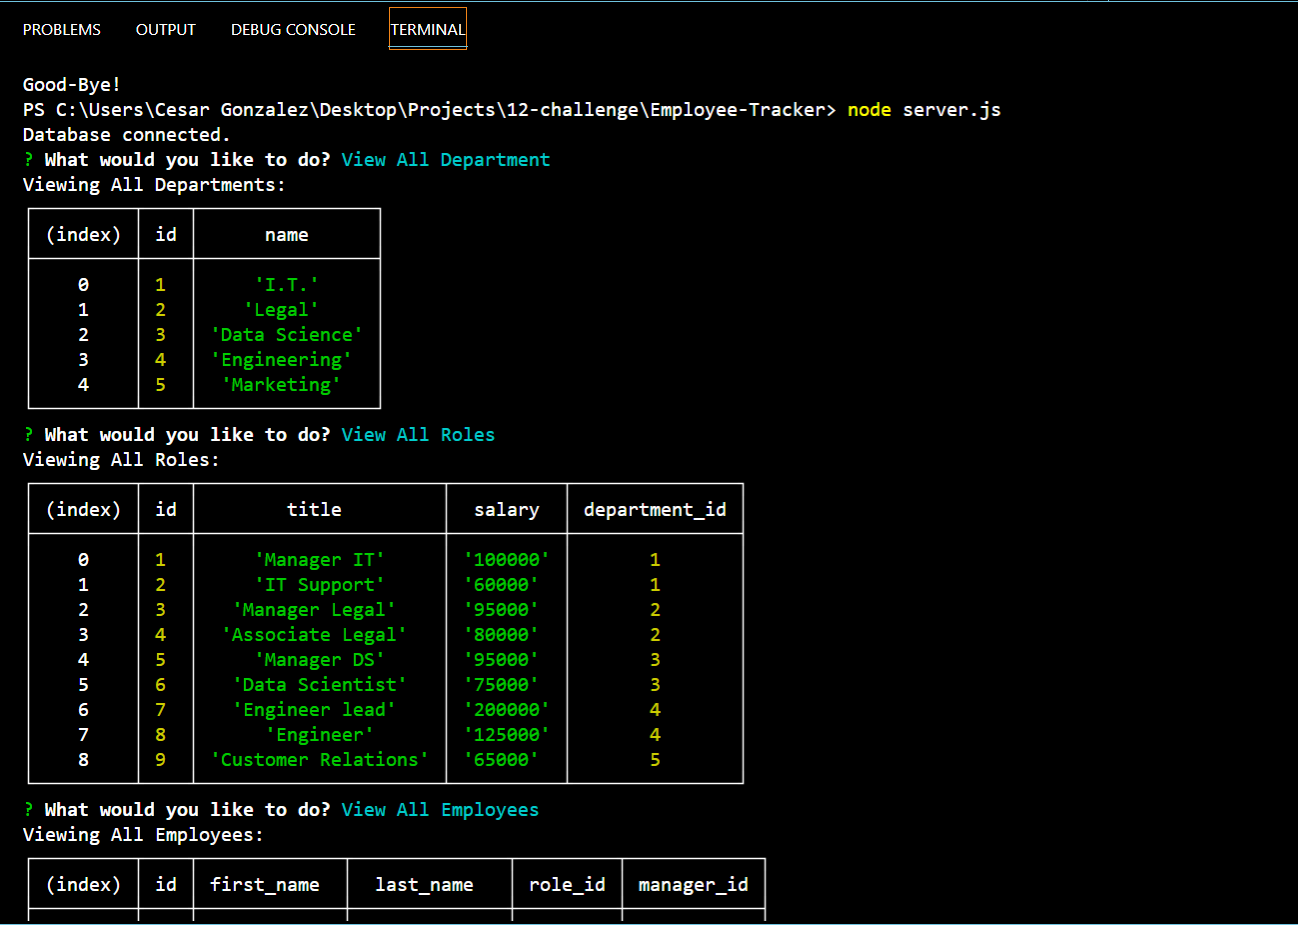 PROBLEMS OUTPUT DEBUG CONSOLE TERMINAL
Good-Bye!
PS C:\Users\Cesar Gonzalez\Desktop\Projects\12-challenge\Employee-Tracker> node server.js
Database connected.
? What would you like to do? View All Department
Viewing All Departments:
(index) id name
0 1 'I.T.'
1 2 'Legal'
2 3 'Data Science'
3 4 'Engineering'
4 5 'Marketing'
? What would you like to do? View All Roles
Viewing All Roles:
(index) id title salary department_id
0 1 'Manager IT' '100000' 1
1 2 'IT Support' '60000' 1
2 3 'Manager Legal' '95000' 2
3 4 'Associate Legal' '80000' 2
4 5 'Manager DS' '95000' 3
5 6 'Data Scientist' '75000' 3
6 7 'Engineer lead' '200000' 4
7 8 'Engineer' '125000' 4
8 9 'Customer Relations' '65000' 5
? What would you like to do? View All Employees
Viewing All Employees:
(index) id first_name last_name role_id manager_id